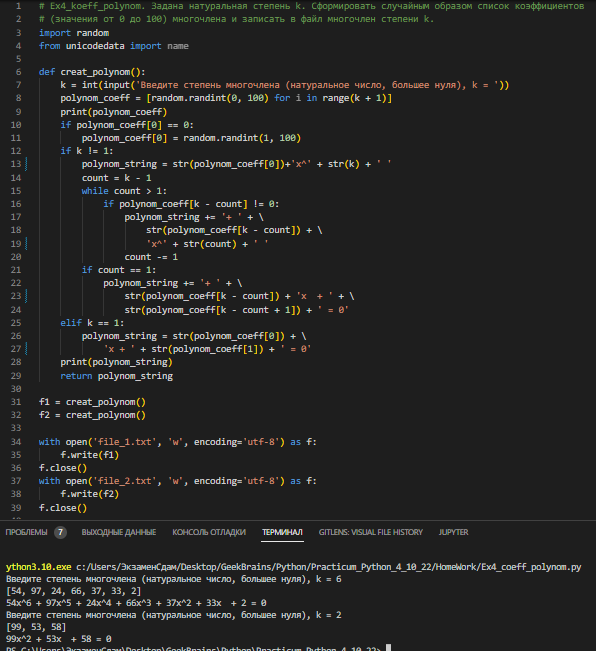 1 # Ex4_koeff_polynom. Задана натуральная степень k. Сформировать случайным образом список коэффициентов
2 # (значения от 0 до 100) многочлена и записать в файл многочлен степени k.
3 import random
4 from unicodedata import name
5
6 def creat_polynom():
7     k = int(input('Введите степень многочлена (натуральное число, большее нуля), k = '))
8     polynom_coeff = [random.randint(0, 100) for i in range(k + 1)]
9     print(polynom_coeff)
10     if polynom_coeff[0] == 0:
11         polynom_coeff[0] = random.randint(1, 100)
12     if k != 1:
13         polynom_string = str(polynom_coeff[0])+'x^' + str(k) + ' '
14         count = k - 1
15         while count > 1:
16             if polynom_coeff[k - count] != 0:
17                 polynom_string += '+ ' + \
18                     str(polynom_coeff[k - count]) + \
19                     'x^' + str(count) + ' '
20                 count -= 1
21         if count == 1:
22             polynom_string += '+ ' + \
23                 str(polynom_coeff[k - count]) + 'x  + ' + \
24                 str(polynom_coeff[k - count + 1]) + ' = 0'
25     elif k == 1:
26         polynom_string = str(polynom_coeff[0]) + \
27             'x + ' + str(polynom_coeff[1]) + ' = 0'
28     print(polynom_string)
29     return polynom_string
30
31 f1 = creat_polynom()
32 f2 = creat_polynom()
33
34 with open('file_1.txt', 'w', encoding='utf-8') as f:
35     f.write(f1)
36 f.close()
37 with open('file_2.txt', 'w', encoding='utf-8') as f:
38     f.write(f2)
39 f.close()
ПРОБЛЕМЫ 7 ВЫХОДНЫЕ ДАННЫЕ КОНСОЛЬ ОТЛАДКИ ТЕРМИНАЛ GITLENS: VISUAL FILE HISTORY JUPYTER
ython3.10.exe c:/Users/ЭкзаменСдам/Desktop/GeekBrains/Python/Practicum_Python_4_10_22/HomeWork/Ex4_coeff_polynom.py
Введите степень многочлена (натуральное число, большее нуля), k = 6
[54, 97, 24, 66, 37, 33, 2]
54x^6 + 97x^5 + 24x^4 + 66x^3 + 37x^2 + 33x  + 2 = 0
Введите степень многочлена (натуральное число, большее нуля), k = 2
[99, 53, 58]
99x^2 + 53x  + 58 = 0
PS C:\Users\ЭкзаменСдам\Desktop\GeekBrains\Python\Practicum_Python_4_10_22>